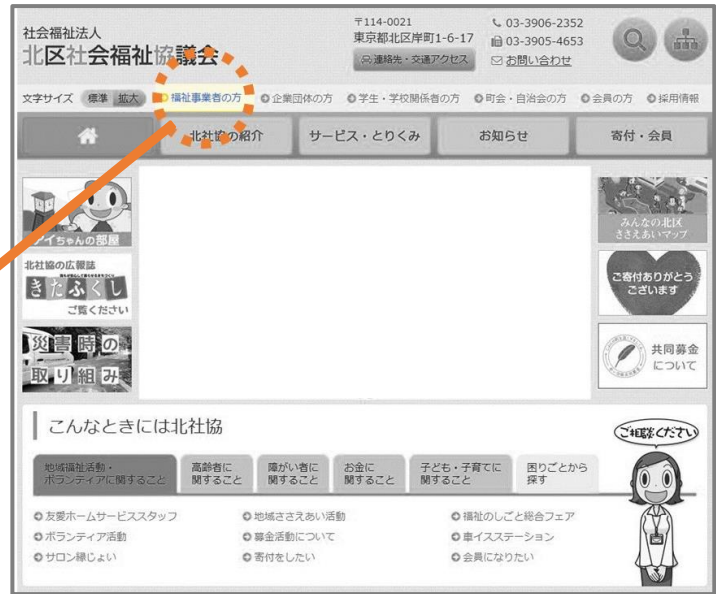 社会福祉法人
北区社会福祉協議会
〒114-0021
東京都北区岸町1-6-17
連絡先・交通アクセス
03-3906-2352
03-3905-4653
お問い合わせ
文字サイズ 標準 拡大 福祉事業者の方 企業団体の方 学生・学校関係者の方 町会・自治会の方 会員の方 採用情報
北社協の紹介 サービス・とりくみ お知らせ 寄付・会員
アイちゃんの部屋
北社協の広報誌
きたふくし
ご覧ください
災害時の
取り組み
みんなの北区
ささえあいマップ
ご寄付ありがとう
ございます
共同募金
について
こんなときには北社協
ご相談ください
地域福祉活動・
ボランティアに関すること
高齢者に
関すること
障がい者に
関すること
お金に
関すること
子ども・子育てに
関すること
困りごとから
探す
友愛ホームサービススタッフ 地域ささえあい活動 福祉のしごと総合フェア
ボランティア活動 募金活動について 車イスステーション
サロン縁じょい 寄付をしたい 会員になりたい